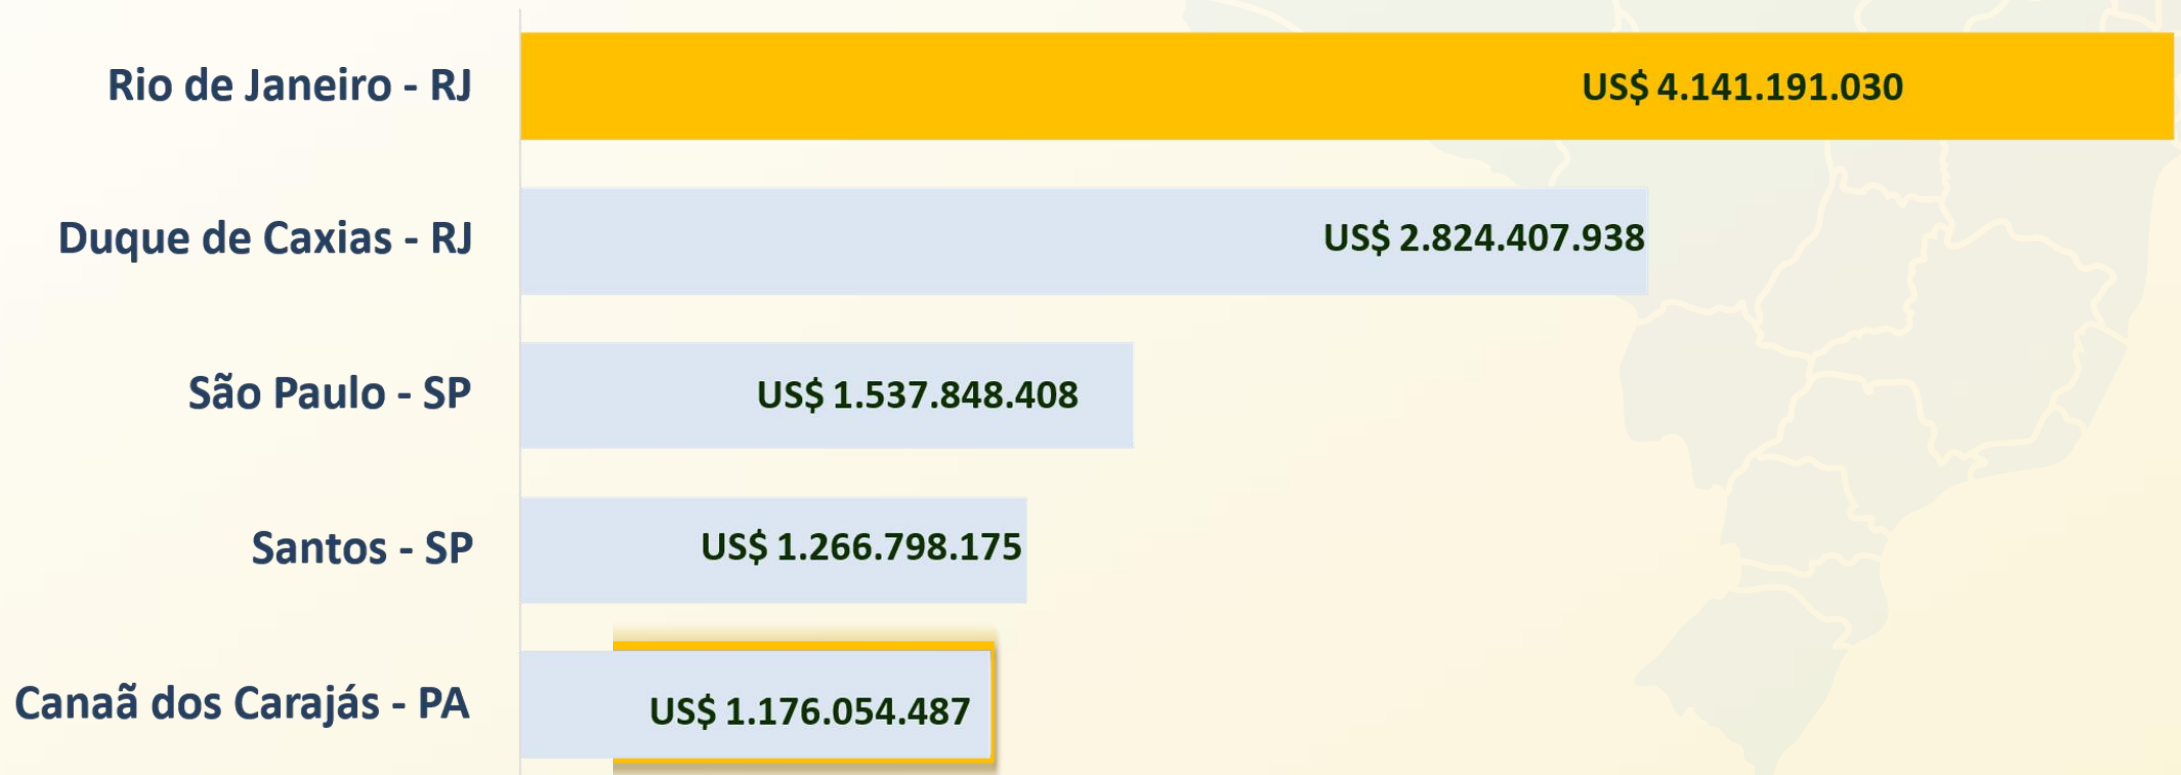 Rio de Janeiro - RJ US$ 4.141.191.030
Duque de Caxias - RJ US$ 2.824.407.938
São Paulo - SP US$ 1.537.848.408
Santos - SP US$ 1.266.798.175
Canaã dos Carajás - PA US$ 1.176.054.487